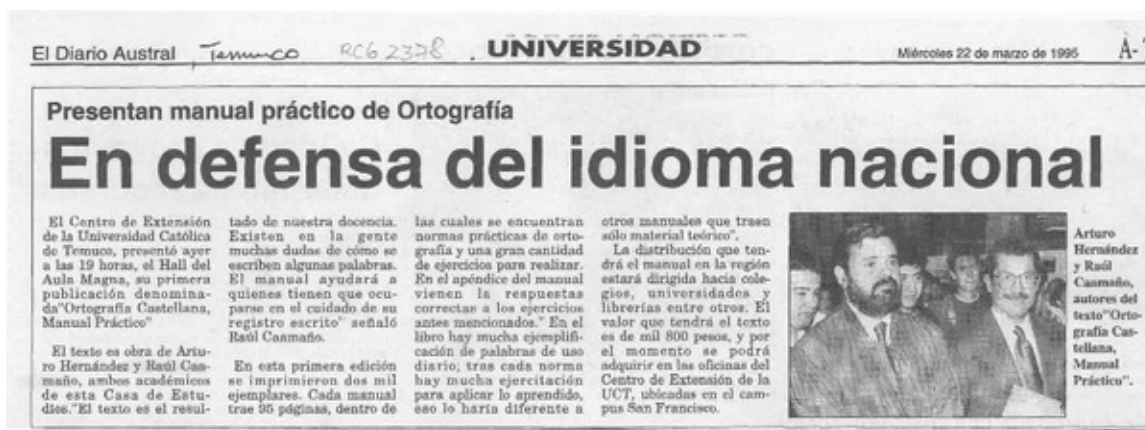 El Diario Austral Temuco RCG 2378 . UNIVERSIDAD Miércoles 22 de marzo de 1995 A-
Presentan manual práctico de Ortografía
En defensa del idioma nacional
El Centro de Extensión
de la Universidad Católica
de Temuco, presentó ayer
a las 19 horas, el Hall del
Aula Magna, su primera
publicación denomina-
da"Ortografía Castellana,
Manual Práctico"
El texto es obra de Artu-
ro Hernández y Raúl Caa-
maño, ambos académicos
de esta Casa de Estu-
dios."El texto es el resul-
tado de nuestra docencia.
Existen en la gente
muchas dudas de cómo se
escriben algunas palabras.
El manual ayudará a
quienes tienen que ocu-
parse en el cuidado de su
registro escrito" señaló
Raúl Caamaño.
En esta primera edición
se imprimieron dos mil
ejemplares. Cada manual
trae 95 páginas, dentro de
las cuales se encuentran
normas prácticas de orto-
grafía y una gran cantidad
de ejercicios para realizar.
En el apéndice del manual
vienen la respuestas
correctas a los ejercicios
antes mencionados." En el
libro hay mucha ejemplifi-
cación de palabras de uso
diario; tras cada norma
hay mucha ejercitación
para aplicar lo aprendido,
eso lo haría diferente a
otros manuales que traen
sólo material teórico".
La distribución que ten-
drá el manual en la región
estará dirigida hacia cole-
gios, universidades y
librerías entre otros. El
valor que tendrá el texto
es de mil 800 pesos, y por
el momento se podrá
adquirir en las oficinas del
Centro de Extensión de la
UCT, ubicadas en el cam-
pus San Francisco.
Arturo
Hernández
y Raúl
Caamaño,
autores del
texto"Orto-
grafía Cas-
tellana,
Manual
Práctico".